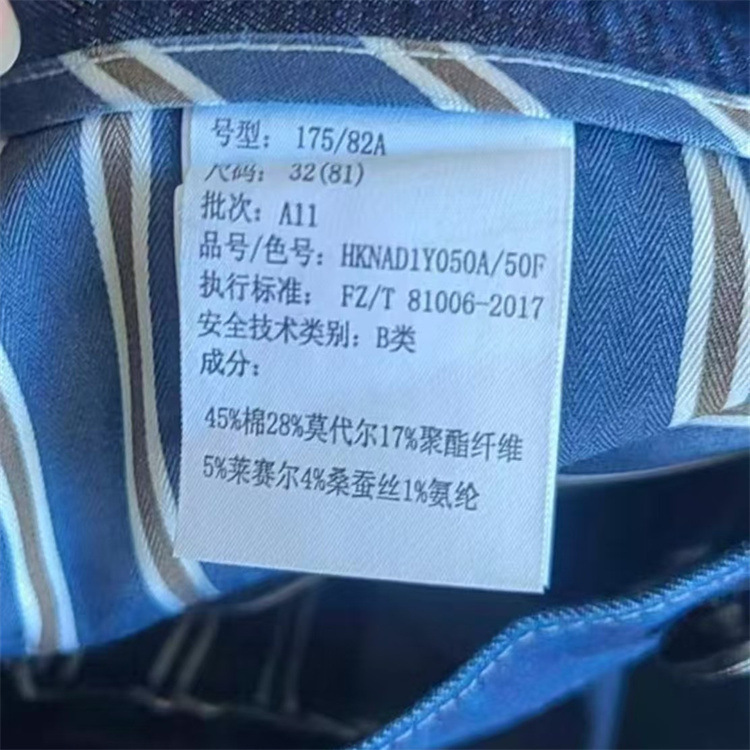 号型： 175/82A
尺码： 32(81)
批次：A11
品号/色号：HKNAD1Y050A/50F
执行标准： FZ/T 81006-2017
安全技术类别：B类
成分：
45%棉28%莫代尔17%聚酯纤维
5%莱赛尔4%桑蚕丝1%氨纶